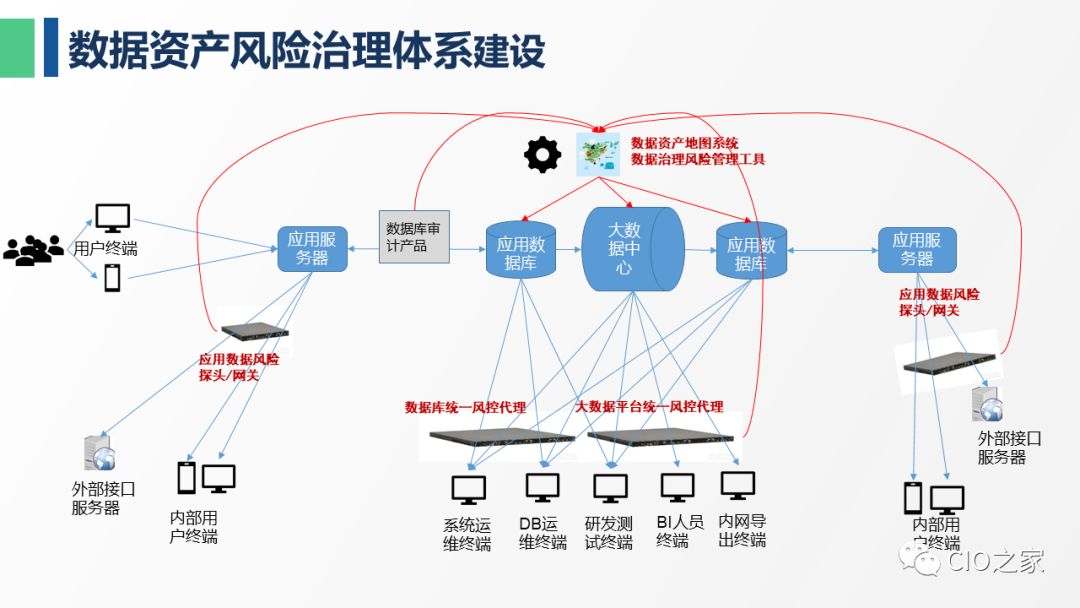 数据资产风险治理体系建设
数据资产地图系统
数据治理风险管理工具
用户终端
应用服
务器
数据库审
计产品
应用数
据库
大数
据中
心
应用数
据库
应用服
务器
应用数据风险
探头/网关
应用数据风险
探头/网关
数据库统一风控代理
大数据平台统一风控代理
外部接口
服务器
内部用
户终端
系统运
维终端
DB运
维终端
研发测
试终端
BI人员
终端
内网导
出终端
外部接口
服务器
内部用
户终端
CIO之家